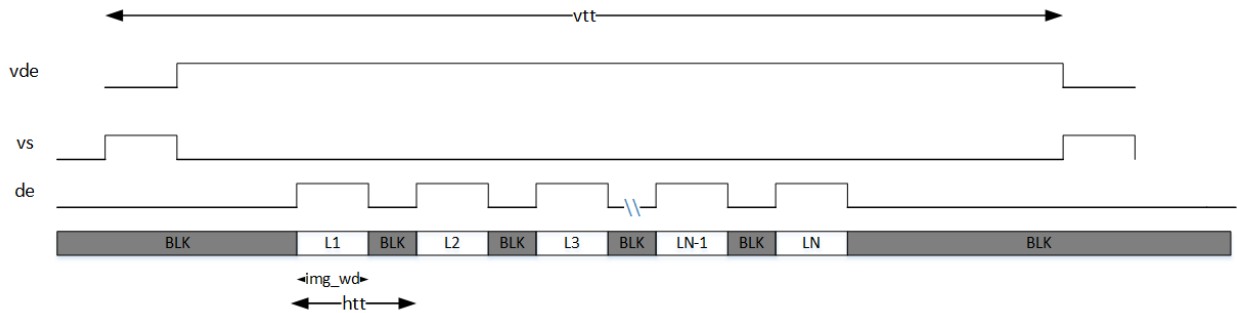 vtt
vde
vs
de
BLK L1 BLK L2 BLK L3 BLK LN-1 BLK LN BLK
img_wd
htt